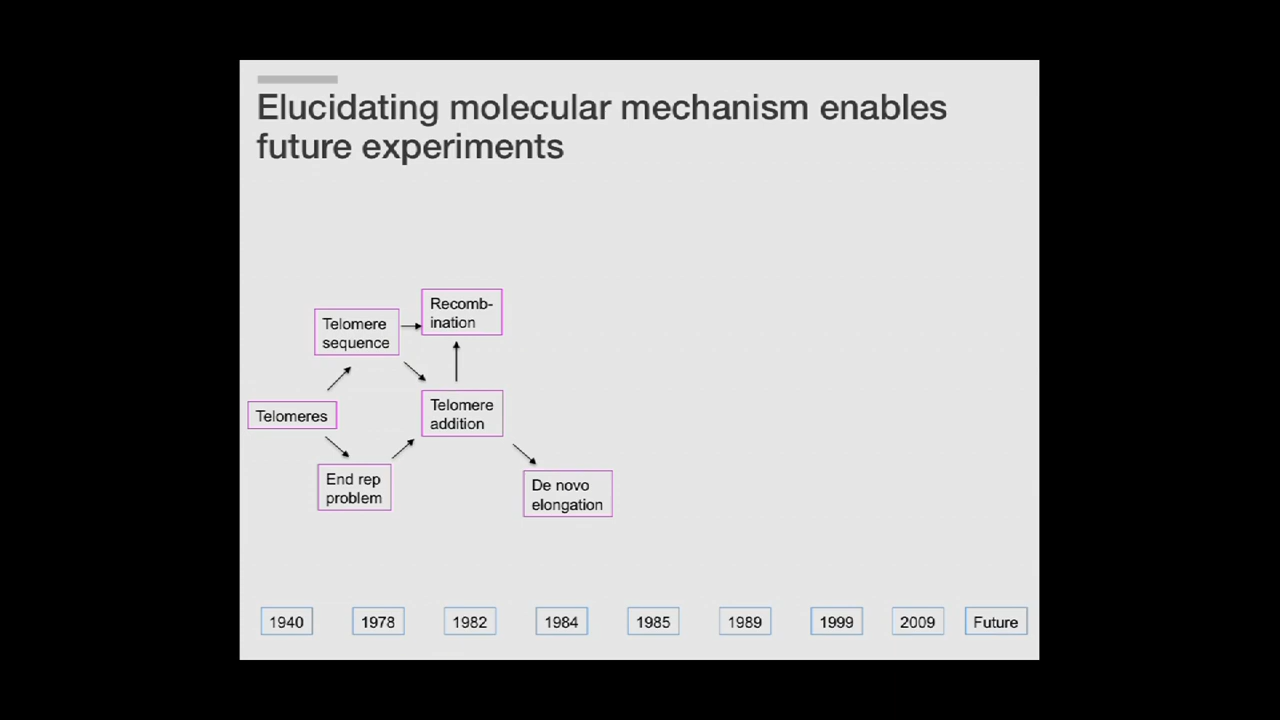 Elucidating molecular mechanism enables
future experiments
Recomb-
ination
Telomere
sequence
Telomeres
Telomere
addition
End rep
problem
De novo
elongation
1940
1978
1982
1984
1985
1989
1999
2009
Future